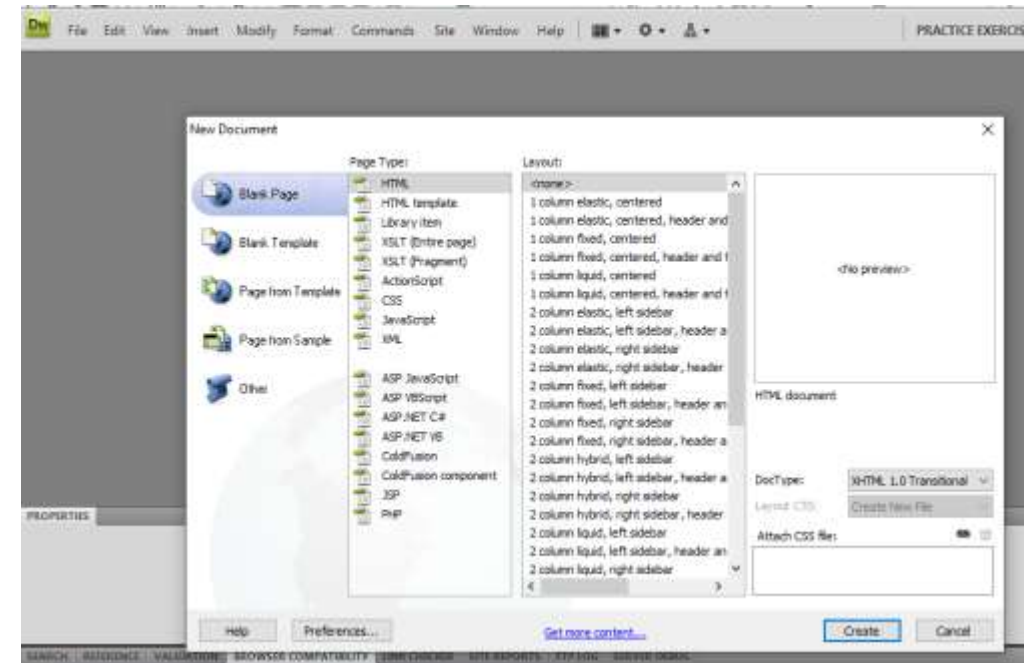 Dw File Edit View Insert Modify Format Commands Site Window Help PRACTICE EXERCIS
New Document
Page Type:
Layout:
Blank Page
Blank Template
Page from Template
Page from Sample
Other
HTML
HTML template
Library item
XSLT (Entire page)
XSLT (Fragment)
ActionScript
CSS
JavaScript
XML
ASP JavaScript
ASP VBScript
ASP.NET C#
ASP.NET VB
ColdFusion
ColdFusion component
JSP
PHP
<none>
1 column elastic, centered
1 column elastic, centered, header and
1 column fixed, centered
1 column fixed, centered, header and f
1 column liquid, centered
1 column liquid, centered, header and f
2 column elastic, left sidebar
2 column elastic, left sidebar, header a
2 column elastic, right sidebar
2 column elastic, right sidebar, header
2 column fixed, left sidebar
2 column fixed, left sidebar, header an
2 column fixed, right sidebar
2 column fixed, right sidebar, header a
2 column hybrid, left sidebar
2 column hybrid, left sidebar, header a
2 column hybrid, right sidebar
2 column hybrid, right sidebar, header
2 column liquid, left sidebar
2 column liquid, left sidebar, header an
2 column liquid, right sidebar
<No preview>
HTML document
DocType: XHTML 1.0 Transitional
Layout CSS: Create New File
Attach CSS file:
Help Preferences... Get more content... Create Cancel
PROPERTIES
SEARCH REFERENCE VALIDATION BROWSER COMPATIBILITY LINK CHECKER SITE REPORTS FTP LOG SERVER DEBUG